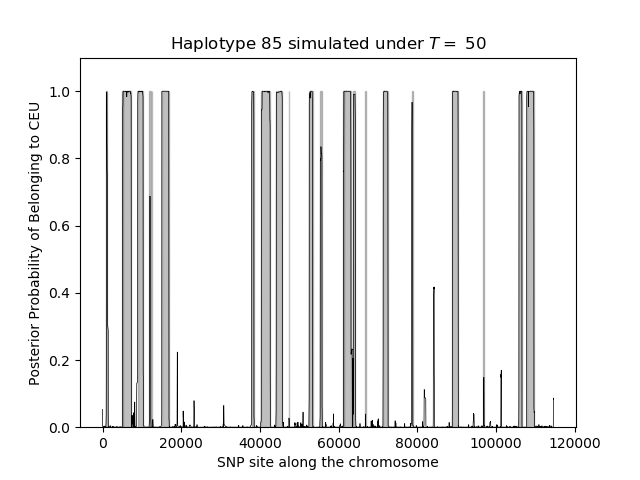 Haplotype 85 simulated under T = 50
Posterior Probability of Belonging to CEU
1.0
0.8
0.6
0.4
0.2
0.0
0 20000 40000 60000 80000 100000 120000
SNP site along the chromosome